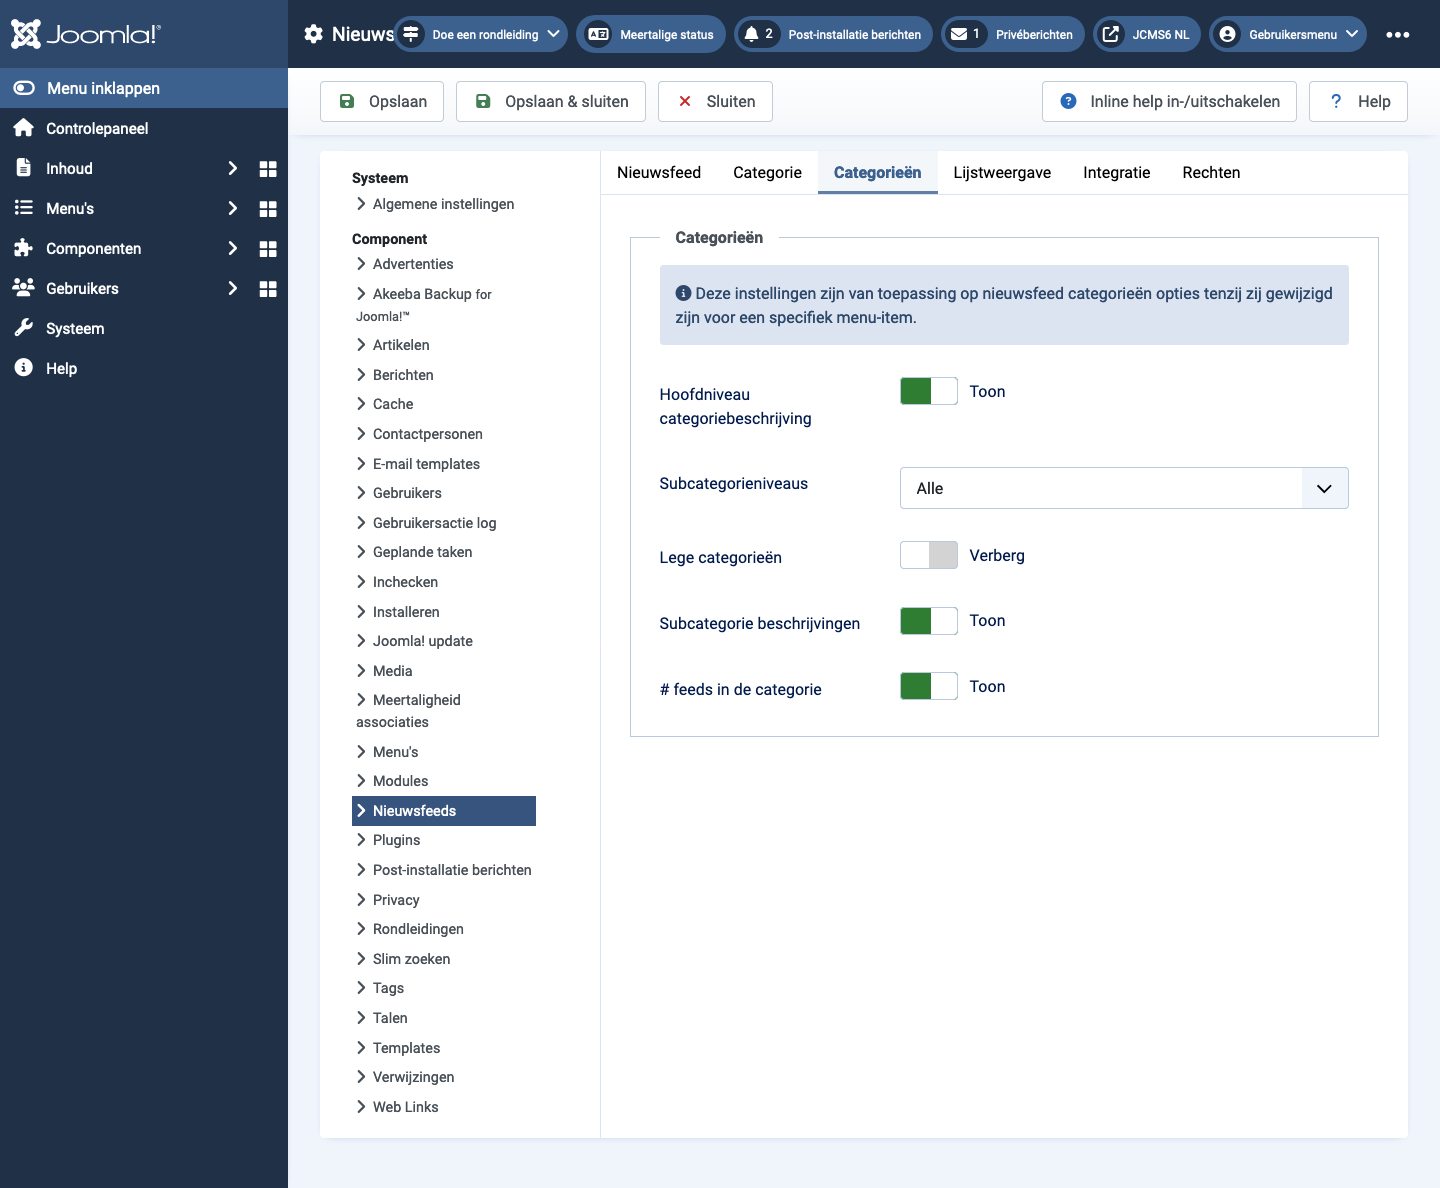 Joomla!®
Nieuws
Doe een rondleiding
Meertalige status
2 Post-installatie berichten
1 Privéberichten
JCMS6 NL
Gebruikersmenu
Menu inklappen
Controlepaneel
Inhoud
Menu's
Componenten
Gebruikers
Systeem
Help
Opslaan
Opslaan & sluiten
Sluiten
Inline help in-/uitschakelen
Help
Systeem
Algemene instellingen
Component
Advertenties
Akeeba Backup for
Joomla!™
Artikelen
Berichten
Cache
Contactpersonen
E-mail templates
Gebruikers
Gebruikersactie log
Geplande taken
Inchecken
Installeren
Joomla! update
Media
Meertaligheid
associaties
Menu's
Modules
Nieuwsfeeds
Plugins
Post-installatie berichten
Privacy
Rondleidingen
Slim zoeken
Tags
Talen
Templates
Verwijzingen
Web Links
Nieuwsfeed
Categorie
Categorieën
Lijstweergave
Integratie
Rechten
Categorieën
Deze instellingen zijn van toepassing op nieuwsfeed categorieën opties tenzij zij gewijzigd
zijn voor een specifiek menu-item.
Hoofdniveau
categoriebeschrijving
Toon
Subcategorieniveaus
Alle
Lege categorieën
Verberg
Subcategorie beschrijvingen
Toon
# feeds in de categorie
Toon